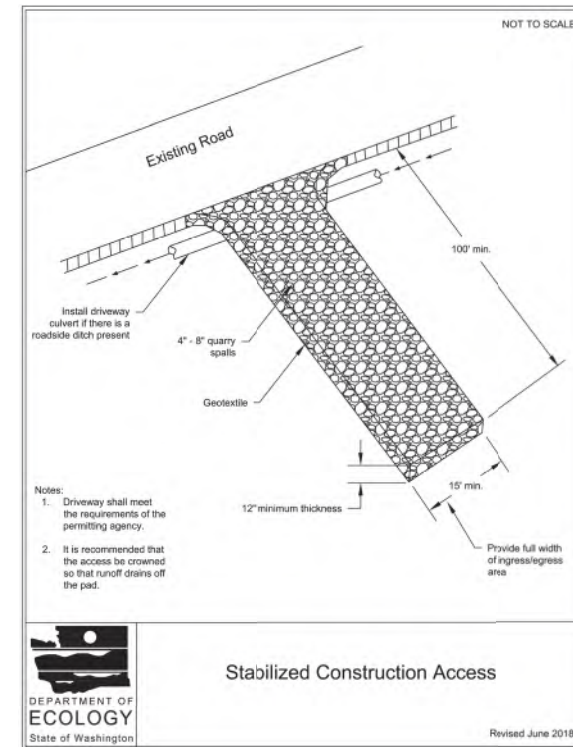 NOT TO SCALE
Existing Road
100' min.
Install driveway
culvert if there is a
roadside ditch present
4" - 8" quarry
spalls
Geotextile
15' min.
12" minimum thickness
Provide full width
of ingress/egress
area
Notes:
1. Driveway shall meet
the requirements of the
permitting agency.
2. It is recommended that
the access be crowned
so that runoff drains off
the pad.
DEPARTMENT OF
ECOLOGY
State of Washington
Stabilized Construction Access
Revised June 2018